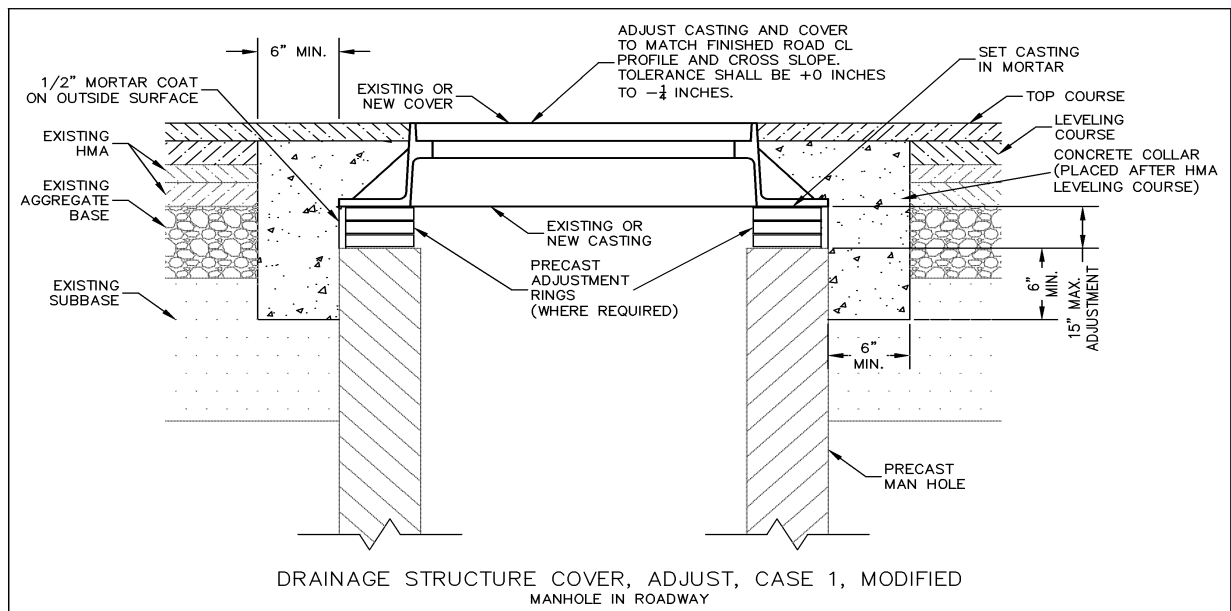 6” MIN.
1/2” MORTAR COAT
ON OUTSIDE SURFACE
EXISTING OR
NEW COVER
ADJUST CASTING AND COVER
TO MATCH FINISHED ROAD CL
PROFILE AND CROSS SLOPE.
TOLERANCE SHALL BE +0 INCHES
TO −1/4 INCHES.
SET CASTING
IN MORTAR
TOP COURSE
LEVELING
COURSE
CONCRETE COLLAR
(PLACED AFTER HMA
LEVELING COURSE)
EXISTING
HMA
EXISTING
AGGREGATE
BASE
EXISTING
SUBBASE
EXISTING OR
NEW CASTING
PRECAST
ADJUSTMENT
RINGS
(WHERE REQUIRED)
6”
MIN.
15” MAX.
ADJUSTMENT
6”
MIN.
PRECAST
MAN HOLE
DRAINAGE STRUCTURE COVER, ADJUST, CASE 1, MODIFIED
MANHOLE IN ROADWAY